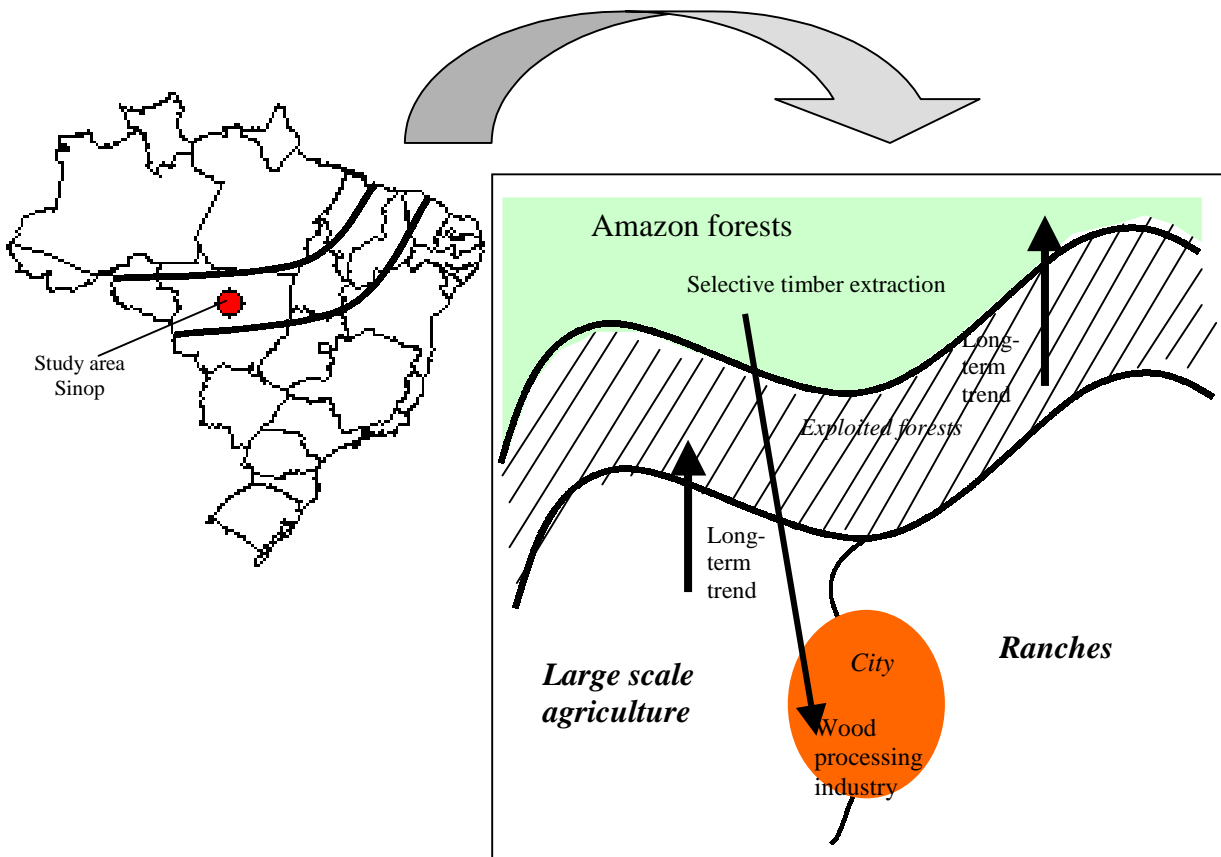 Study area
Sinop
Amazon forests
Selective timber extraction
Long-
term
trend
Exploited forests
Long-
term
trend
Large scale
agriculture
Ranches
City
Wood
processing
industry